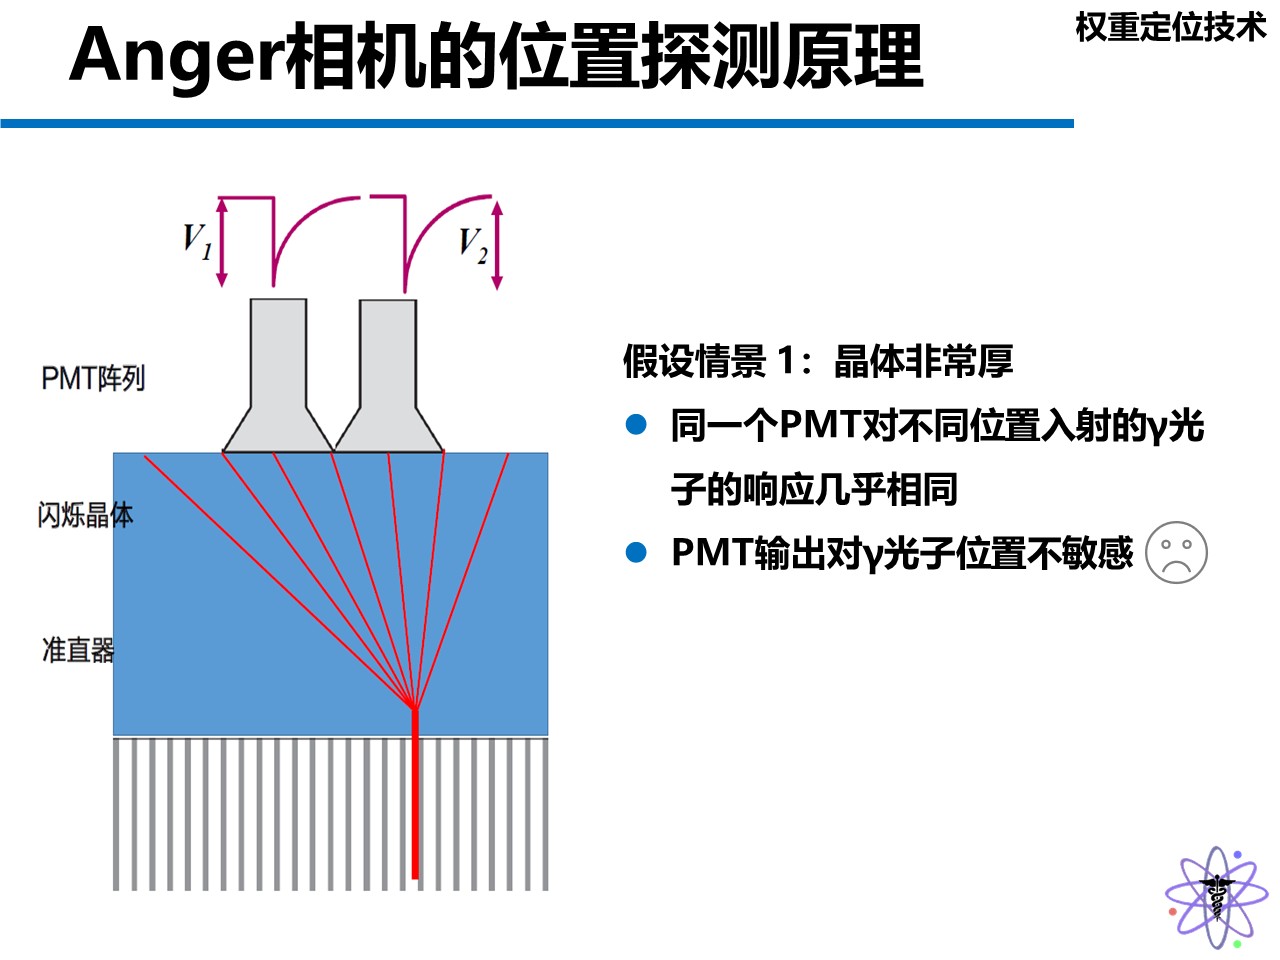 Anger相机的位置探测原理
权重定位技术
V1
V2
PMT阵列
闪烁晶体
准直器
假设情景 1：晶体非常厚
同一个PMT对不同位置入射的γ光
子的响应几乎相同
PMT输出对γ光子位置不敏感